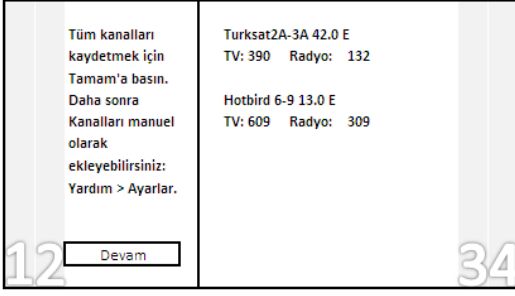 Tüm kanalları
kaydetmek için
Tamam'a basın.
Daha sonra
Kanalları manuel
olarak
ekleyebilirsiniz:
Yardım > Ayarlar.
Devam
Turksat2A-3A 42.0 E
TV: 390 Radyo: 132
Hotbird 6-9 13.0 E
TV: 609 Radyo: 309
12
34